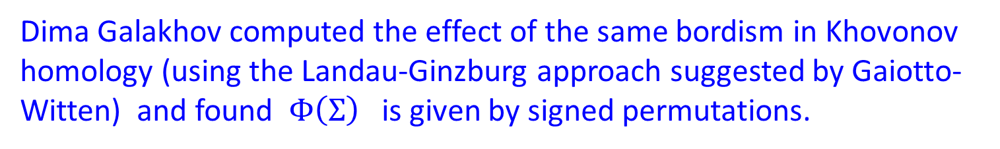 Dima Galakhov computed the effect of the same bordism in Khovonov
homology (using the Landau-Ginzburg approach suggested by Gaiotto-
Witten) and found Φ(Σ) is given by signed permutations.